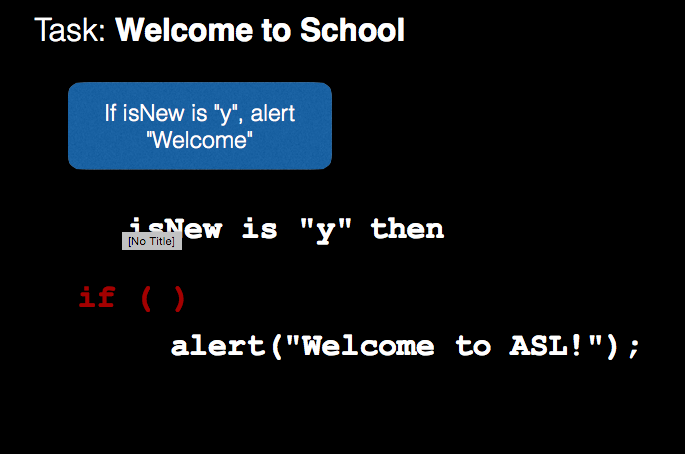 Task: Welcome to School
If isNew is "y", alert
"Welcome"
isNew is "y" then
[No Title]
if ( )
alert("Welcome to ASL!");